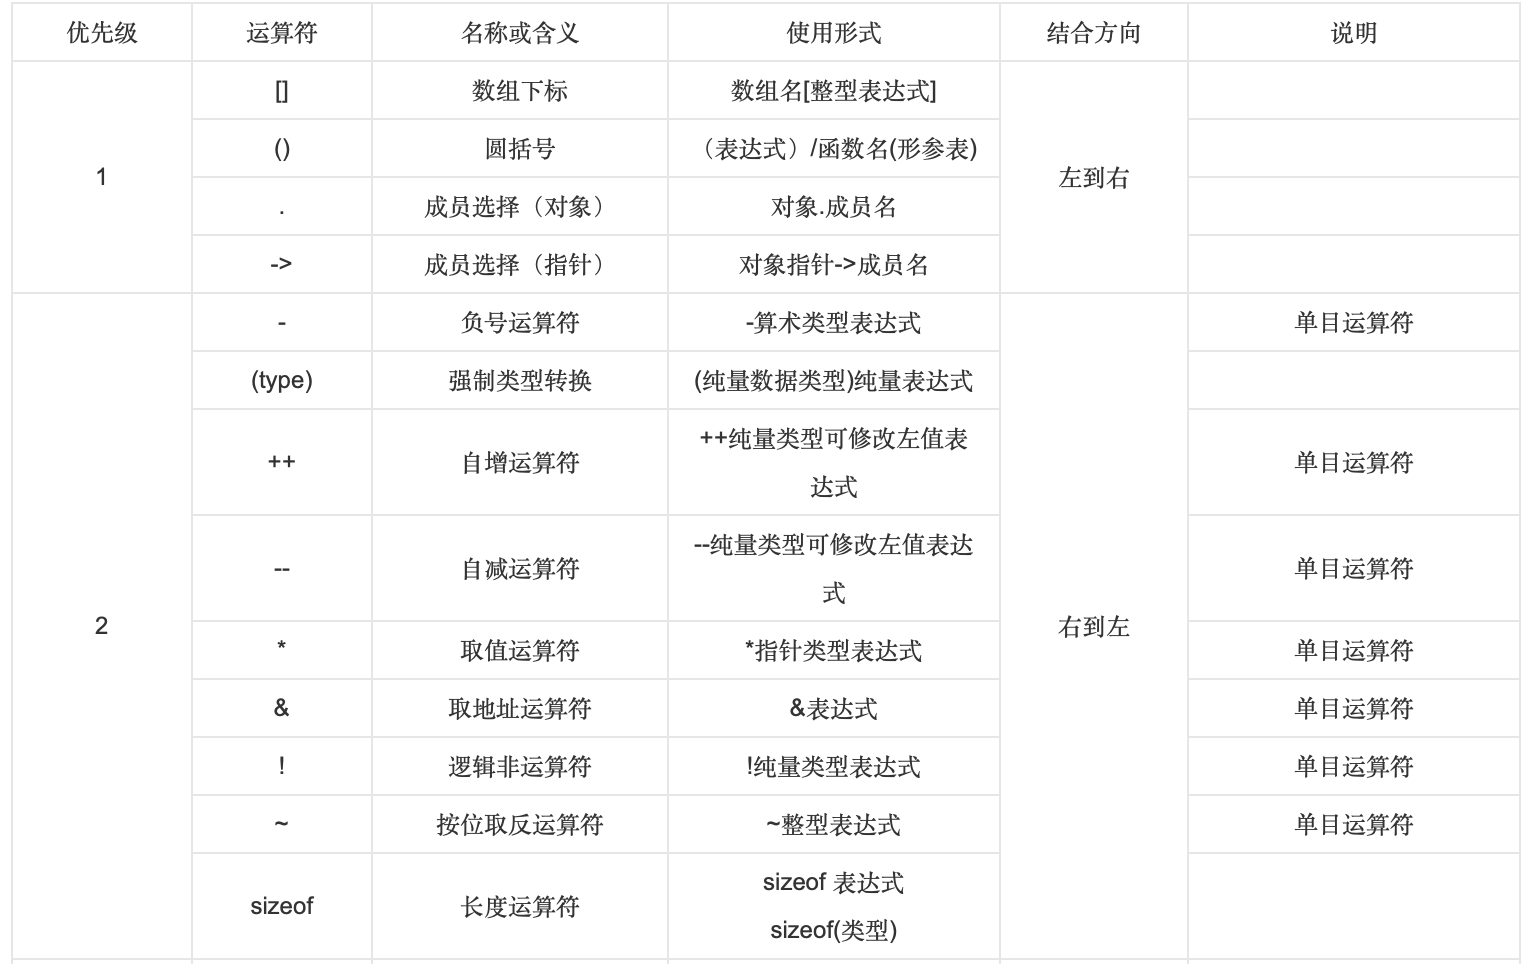 优先级 运算符 名称或含义 使用形式 结合方向 说明
1
[] 数组下标 数组名[整型表达式]
() 圆括号 （表达式）/函数名(形参表)
左到右
. 成员选择（对象） 对象.成员名
-> 成员选择（指针） 对象指针->成员名
2
- 负号运算符 -算术类型表达式 单目运算符
(type) 强制类型转换 (纯量数据类型)纯量表达式
++ 自增运算符 ++纯量类型可修改左值表
达式
单目运算符
-- 自减运算符 --纯量类型可修改左值表达
式
单目运算符
右到左
* 取值运算符 *指针类型表达式 单目运算符
& 取地址运算符 &表达式 单目运算符
! 逻辑非运算符 !纯量类型表达式 单目运算符
~ 按位取反运算符 ~整型表达式 单目运算符
sizeof 长度运算符 sizeof 表达式
sizeof(类型)